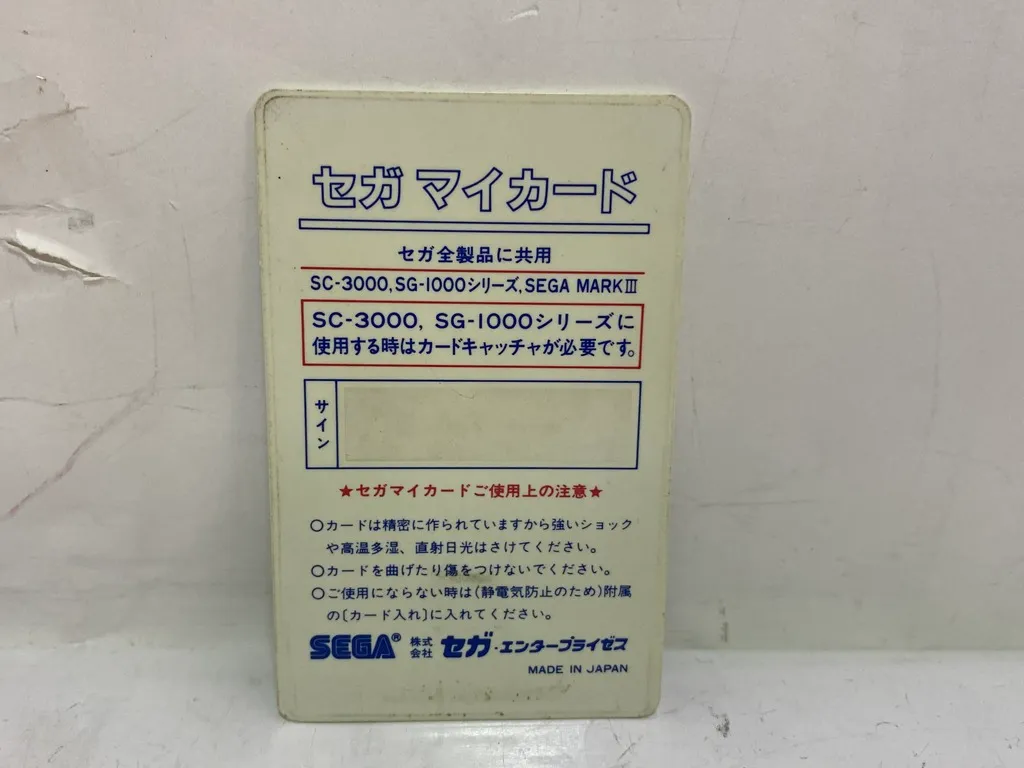 セガ マイカード
セガ全製品に共用
SC-3000, SG-1000シリーズ, SEGA MARKⅢ
SC-3000, SG-1000シリーズに
使用する時はカードキャッチャが必要です。
サイン
★セガマイカードご使用上の注意★
○カードは精密に作られていますから強いショック
や高温多湿、直射日光はさけてください。
○カードを曲げたり傷をつけないでください。
○ご使用にならない時は(静電気防止のため)附属
の〔カード入れ〕に入れてください。
SEGA® 株式会社 セガ・エンタープライゼス
MADE IN JAPAN